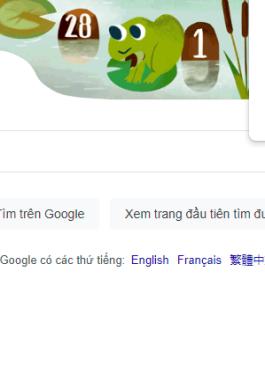 28 1
Tìm trên Google Xem trang đầu tiên tìm
Google có các thứ tiếng: English Français 繁體中